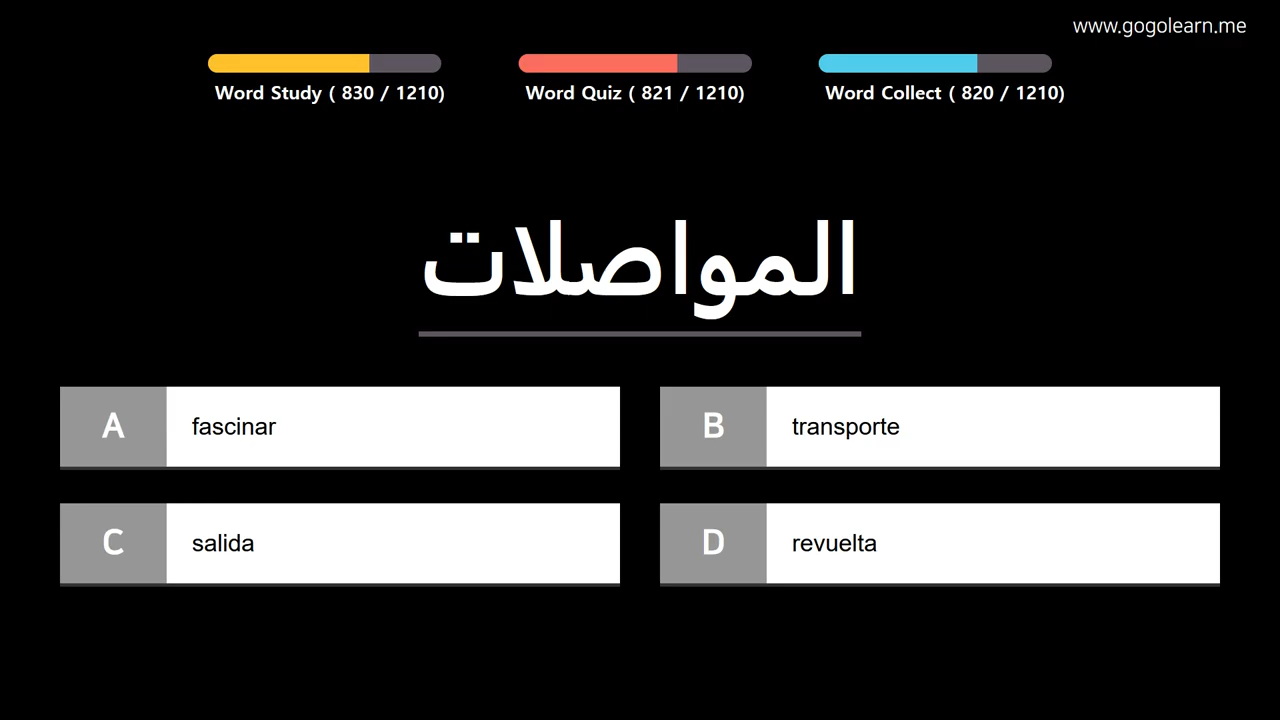 www.gogolearn.me
Word Study ( 830 / 1210)
Word Quiz ( 821 / 1210)
Word Collect ( 820 / 1210)
المواصلات
A fascinar
B transporte
C salida
D revuelta